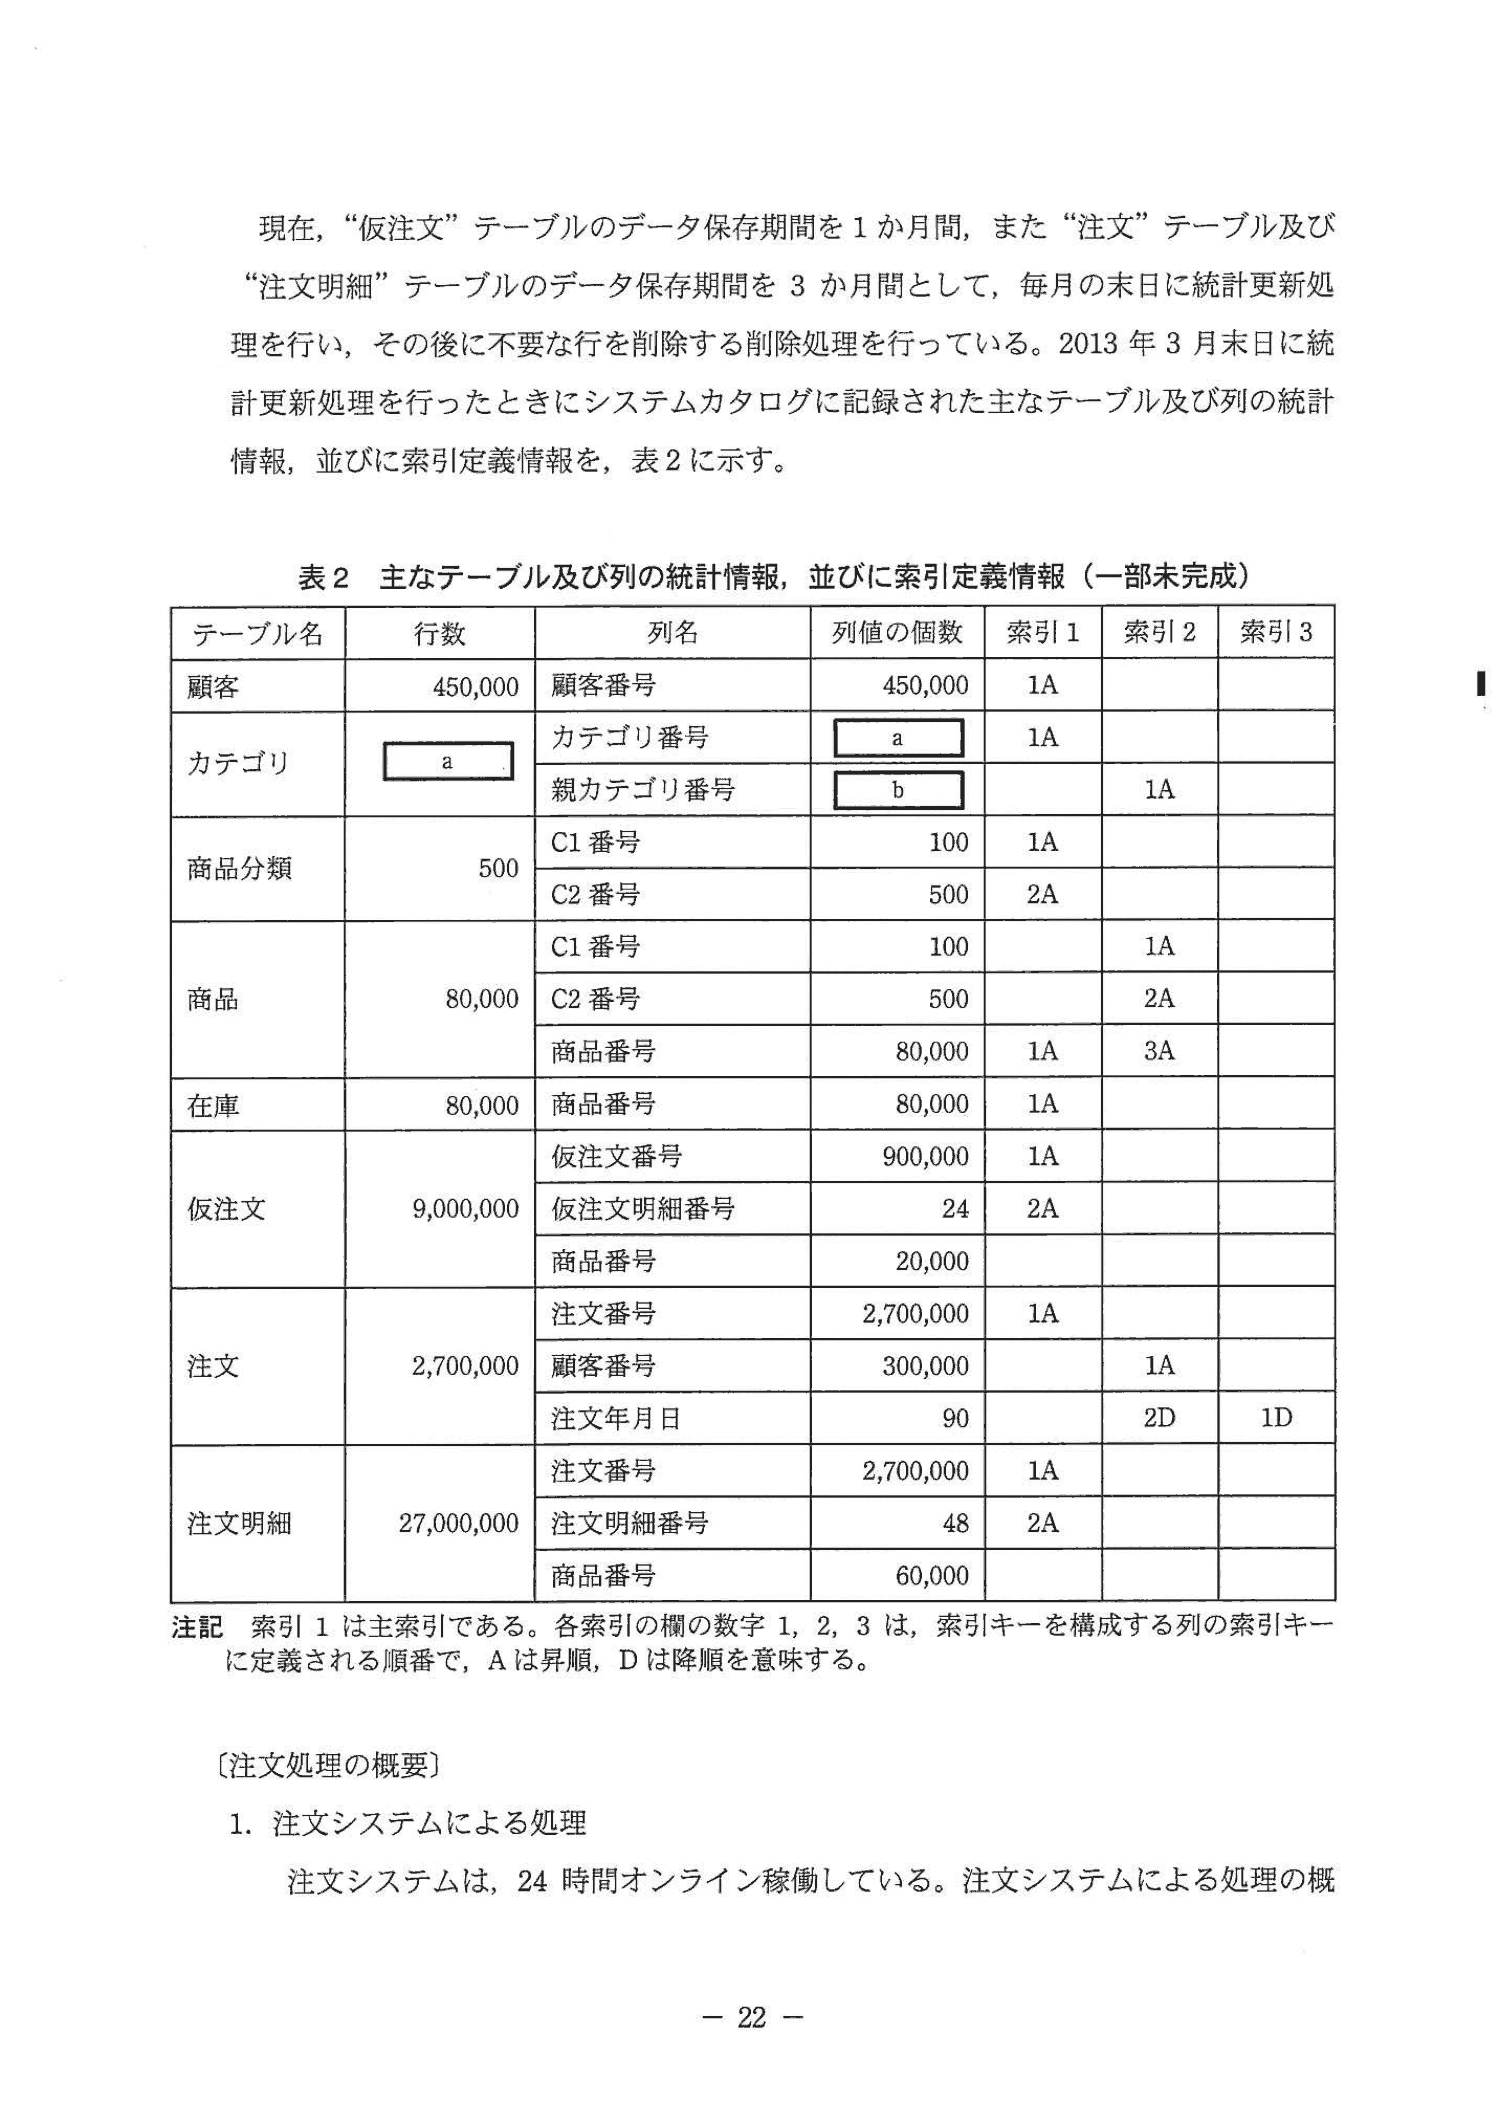 現在，“仮注文” テーブルのデータ保存期間を 1 か月間，また “注文” テーブル及び
“注文明細” テーブルのデータ保存期間を 3 か月間として，毎月の末日に統計更新処
理を行い，その後に不要な行を削除する削除処理を行っている。2013 年 3 月末日に統
計更新処理を行ったときにシステムカタログに記録された主なテーブル及び列の統計
情報，並びに索引定義情報を，表 2 に示す。
表 2　主なテーブル及び列の統計情報，並びに索引定義情報（一部未完成）
テーブル名 行数 列名 列値の個数 索引 1 索引 2 索引 3
顧客 450,000 顧客番号 450,000 1A
カテゴリ a カテゴリ番号 a 1A
親カテゴリ番号 b 1A
商品分類 500 C1 番号 100 1A
C2 番号 500 2A
商品 80,000 C1 番号 100 1A
C2 番号 500 2A
商品番号 80,000 1A 3A
在庫 80,000 商品番号 80,000 1A
仮注文 9,000,000 仮注文番号 900,000 1A
仮注文明細番号 24 2A
商品番号 20,000
注文 2,700,000 注文番号 2,700,000 1A
顧客番号 300,000 1A
注文年月日 90 2D 1D
注文明細 27,000,000 注文番号 2,700,000 1A
注文明細番号 48 2A
商品番号 60,000
注記　索引 1 は主索引である。各索引の欄の数字 1，2，3 は，索引キーを構成する列の索引キー
に定義される順番で，A は昇順，D は降順を意味する。
〔注文処理の概要〕
1. 注文システムによる処理
注文システムは，24 時間オンライン稼働している。注文システムによる処理の概
－ 22 －